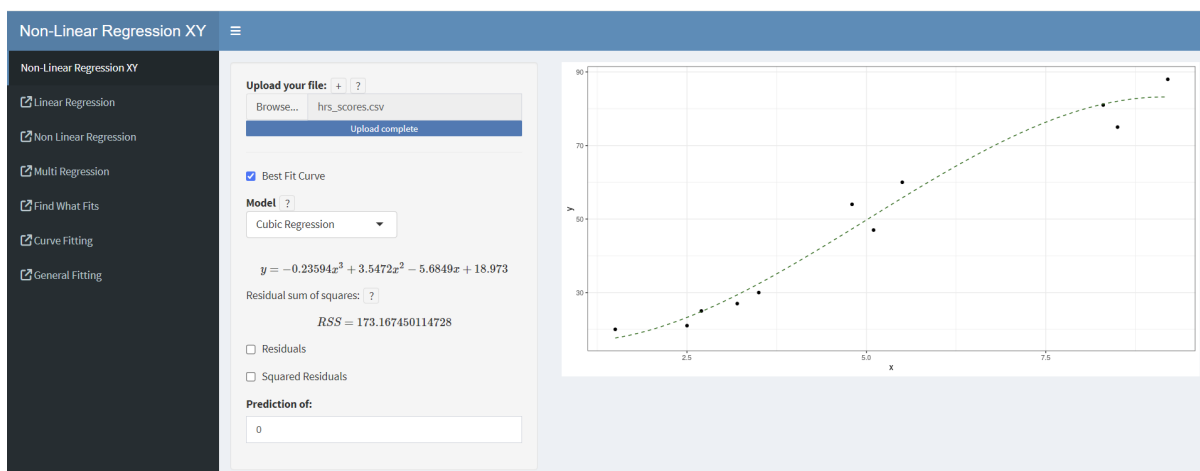 Non-Linear Regression XY
Non-Linear Regression XY
Linear Regression
Non Linear Regression
Multi Regression
Find What Fits
Curve Fitting
General Fitting
Upload your file: + ?
Browse... hrs_scores.csv
Upload complete
Best Fit Curve
Model ?
Cubic Regression
y = −0.23594x³ + 3.5472x² − 5.6849x + 18.973
Residual sum of squares: ?
RSS = 173.167450114728
Residuals
Squared Residuals
Prediction of:
0
90
70
50
30
y
2.5 5.0 7.5
x